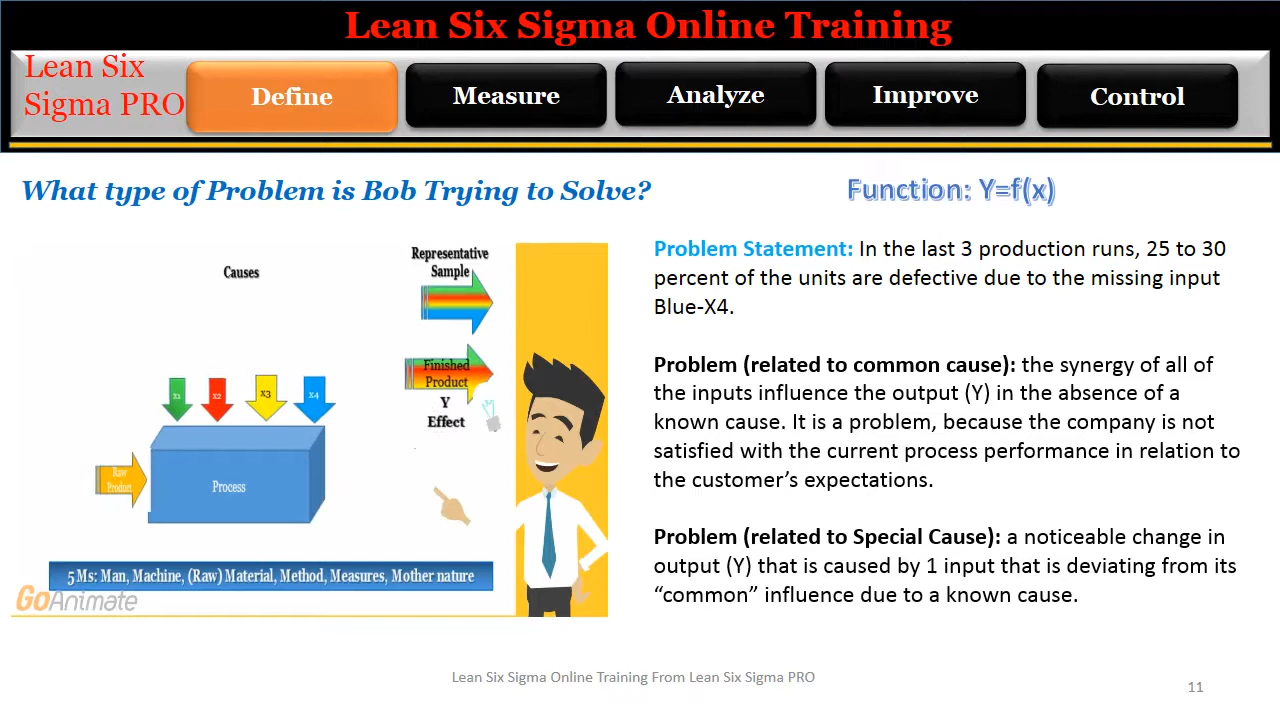 Lean Six Sigma Online Training
Lean Six
Sigma PRO
Define
Measure
Analyze
Improve
Control
What type of Problem is Bob Trying to Solve?
Function: Y=f(x)
Causes
Representative
Sample
x1
x2
x3
x4
Finished
Product
Y
Effect
Raw
Product
Process
5 Ms: Man, Machine, (Raw) Material, Method, Measures, Mother nature
GoAnimate
Problem Statement: In the last 3 production runs, 25 to 30
percent of the units are defective due to the missing input
Blue-X4.
Problem (related to common cause): the synergy of all of
the inputs influence the output (Y) in the absence of a
known cause. It is a problem, because the company is not
satisfied with the current process performance in relation to
the customer’s expectations.
Problem (related to Special Cause): a noticeable change in
output (Y) that is caused by 1 input that is deviating from its
“common” influence due to a known cause.
Lean Six Sigma Online Training From Lean Six Sigma PRO
11